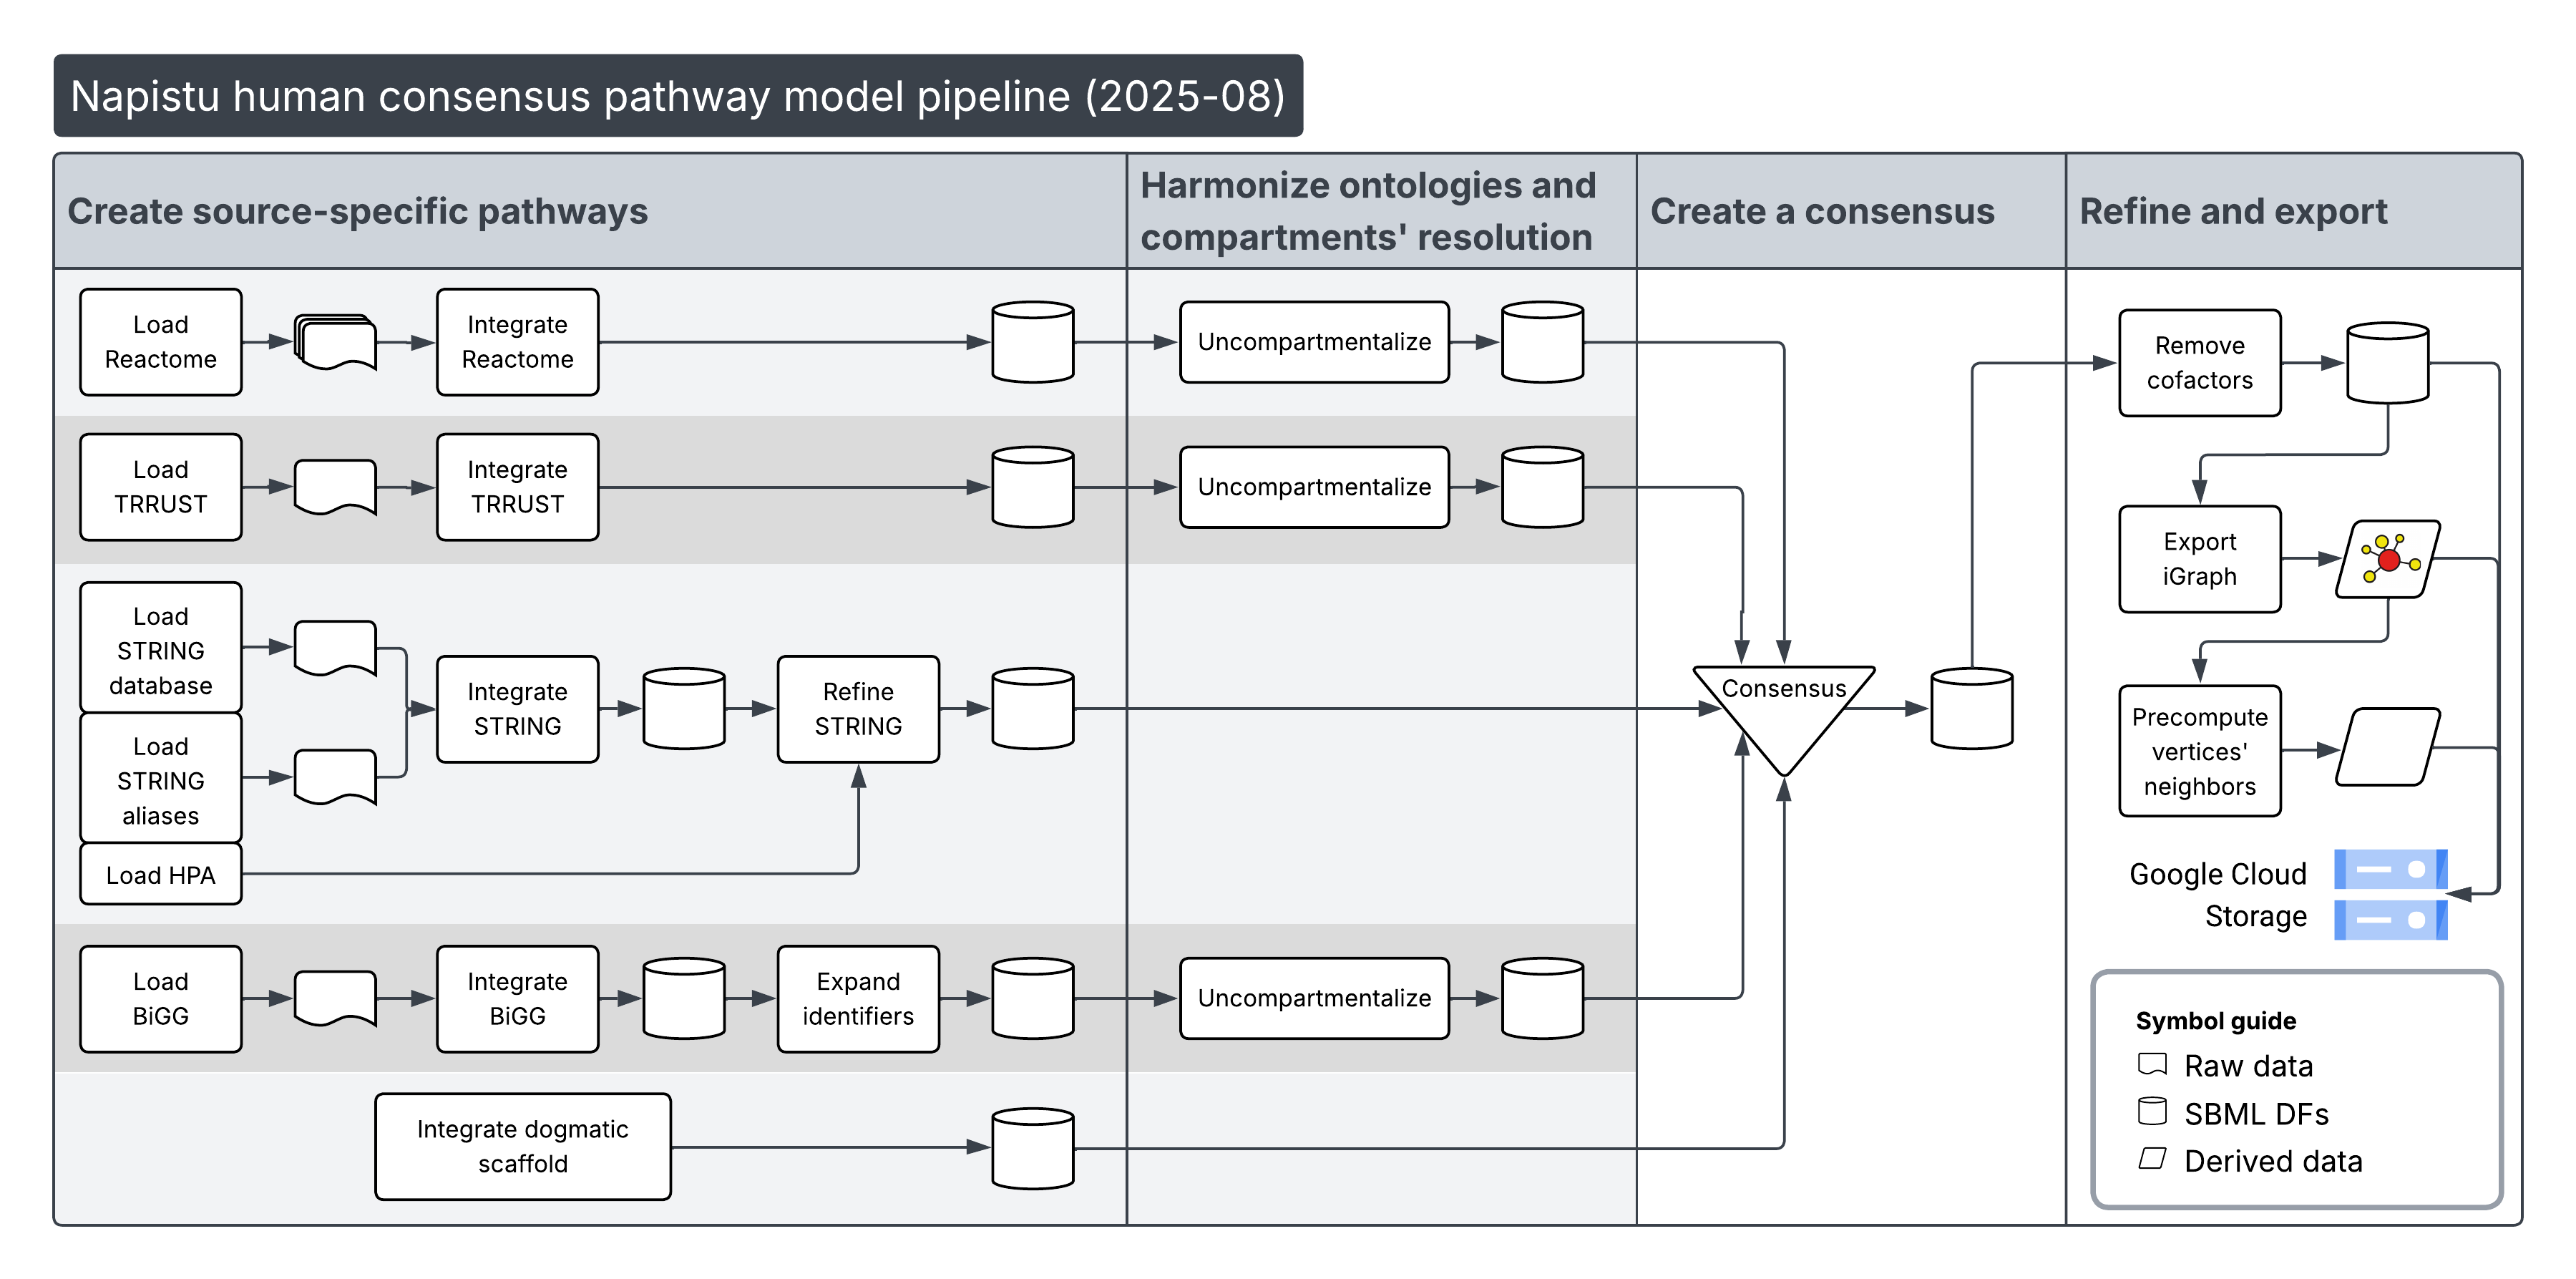 Napistu human consensus pathway model pipeline (2025-08)
Create source-specific pathways
Harmonize ontologies and
compartments' resolution
Create a consensus
Refine and export
Load
Reactome
Integrate
Reactome
Uncompartmentalize
Load
TRRUST
Integrate
TRRUST
Uncompartmentalize
Load
STRING
database
Load
STRING
aliases
Load HPA
Integrate
STRING
Refine
STRING
Load
BiGG
Integrate
BiGG
Expand
identifiers
Uncompartmentalize
Integrate dogmatic
scaffold
Consensus
Remove
cofactors
Export
iGraph
Precompute
vertices'
neighbors
Google Cloud
Storage
Symbol guide
Raw data
SBML DFs
Derived data